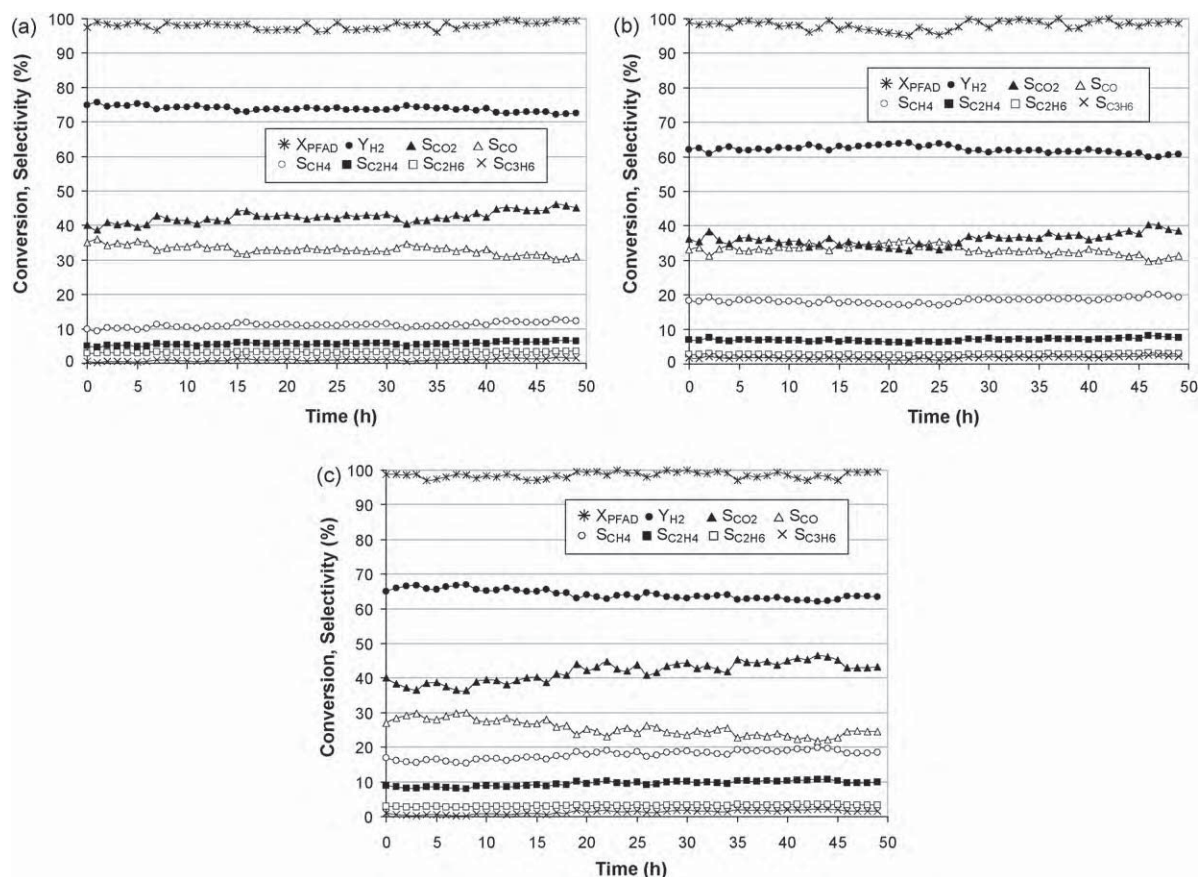 (a)
Conversion, Selectivity (%)
100
90
80
70
60
50
40
30
20
10
0
X_PFAD Y_H2 S_CO2 S_CO
S_CH4 S_C2H4 S_C2H6 S_C3H6
0 5 10 15 20 25 30 35 40 45 50
Time (h)
(b)
Conversion, Selectivity (%)
100
90
80
70
60
50
40
30
20
10
0
X_PFAD Y_H2 S_CO2 S_CO
S_CH4 S_C2H4 S_C2H6 S_C3H6
0 5 10 15 20 25 30 35 40 45 50
Time (h)
(c)
Conversion, Selectivity (%)
100
90
80
70
60
50
40
30
20
10
0
X_PFAD Y_H2 S_CO2 S_CO
S_CH4 S_C2H4 S_C2H6 S_C3H6
0 5 10 15 20 25 30 35 40 45 50
Time (h)